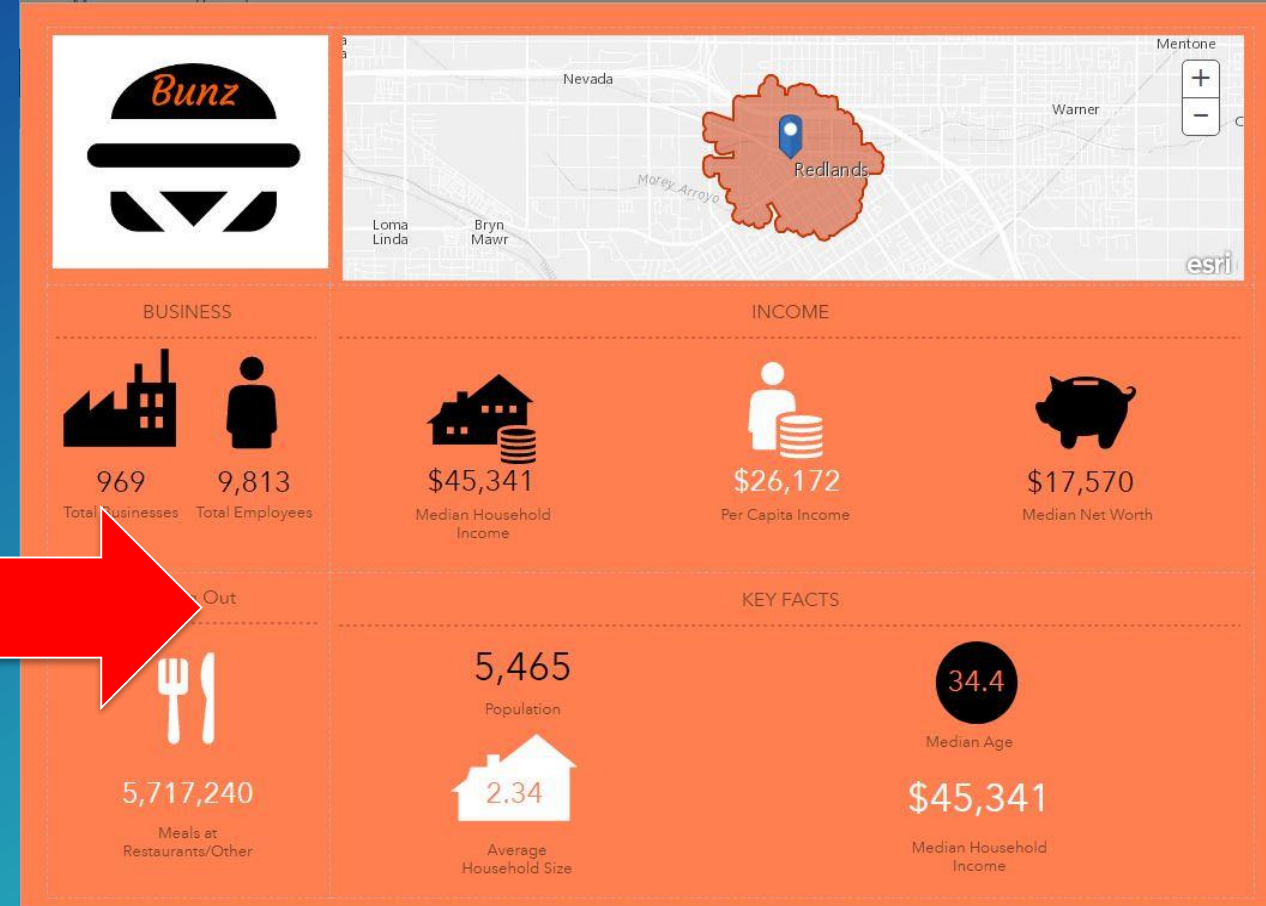 Bunz
Mentone
Nevada
Warner
Redlands
Morey Arroyo
Loma
Linda
Bryn
Mawr
+
−
esri
BUSINESS
INCOME
969
9,813
$45,341
$26,172
$17,570
Total Businesses
Total Employees
Median Household
Income
Per Capita Income
Median Net Worth
Out
KEY FACTS
5,465
Population
34.4
Median Age
5,717,240
Meals at
Restaurants/Other
2.34
Average
Household Size
$45,341
Median Household
Income